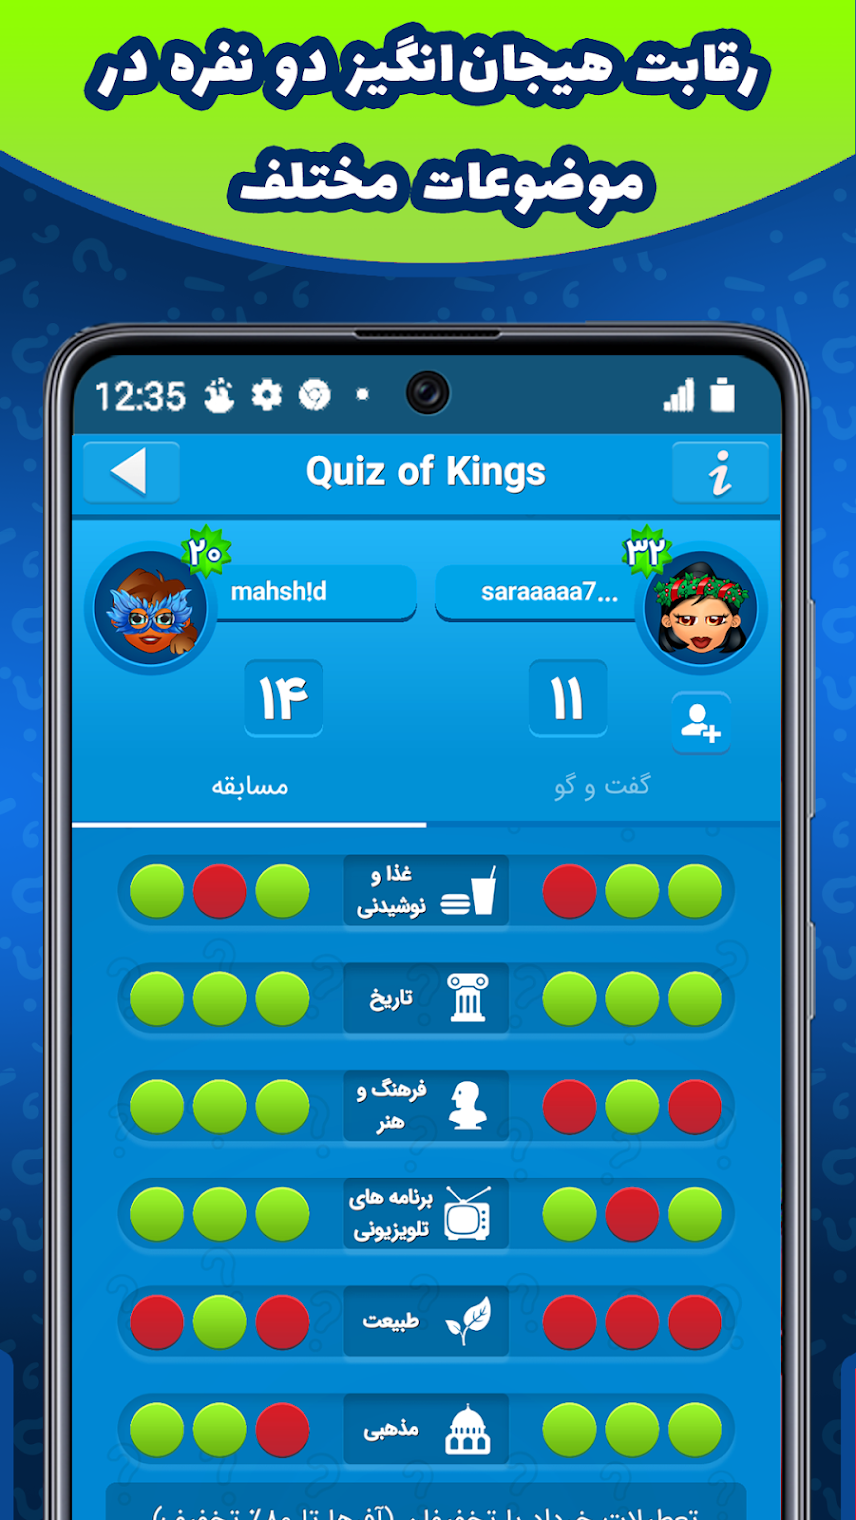 رقابت هیجان‌انگیز دو نفره در
موضوعات مختلف
12:35
Quiz of Kings
i
۲۰
mahsh!d
saraaaaa7...
۳۲
۱۴
۱۱
مسابقه
گفت و گو
غذا و
نوشیدنی
تاریخ
فرهنگ و
هنر
برنامه های
تلویزیونی
طبیعت
مذهبی